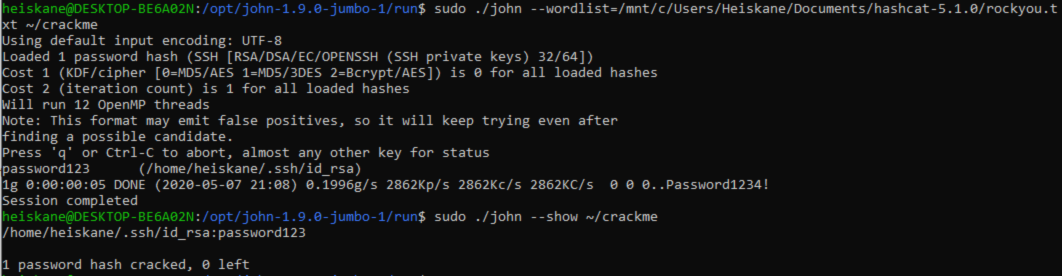 heiskane@DESKTOP-BE6A02N:/opt/john-1.9.0-jumbo-1/run$ sudo ./john --wordlist=/mnt/c/Users/Heiskane/Documents/hashcat-5.1.0/rockyou.t
xt ~/crackme
Using default input encoding: UTF-8
Loaded 1 password hash (SSH [RSA/DSA/EC/OPENSSH (SSH private keys) 32/64])
Cost 1 (KDF/cipher [0=MD5/AES 1=MD5/3DES 2=Bcrypt/AES]) is 0 for all loaded hashes
Cost 2 (iteration count) is 1 for all loaded hashes
Will run 12 OpenMP threads
Note: This format may emit false positives, so it will keep trying even after
finding a possible candidate.
Press 'q' or Ctrl-C to abort, almost any other key for status
password123      (/home/heiskane/.ssh/id_rsa)
1g 0:00:00:05 DONE (2020-05-07 21:08) 0.1996g/s 2862Kp/s 2862Kc/s 2862KC/s  0 0 0..Password1234!
Session completed
heiskane@DESKTOP-BE6A02N:/opt/john-1.9.0-jumbo-1/run$ sudo ./john --show ~/crackme
/home/heiskane/.ssh/id_rsa:password123

1 password hash cracked, 0 left